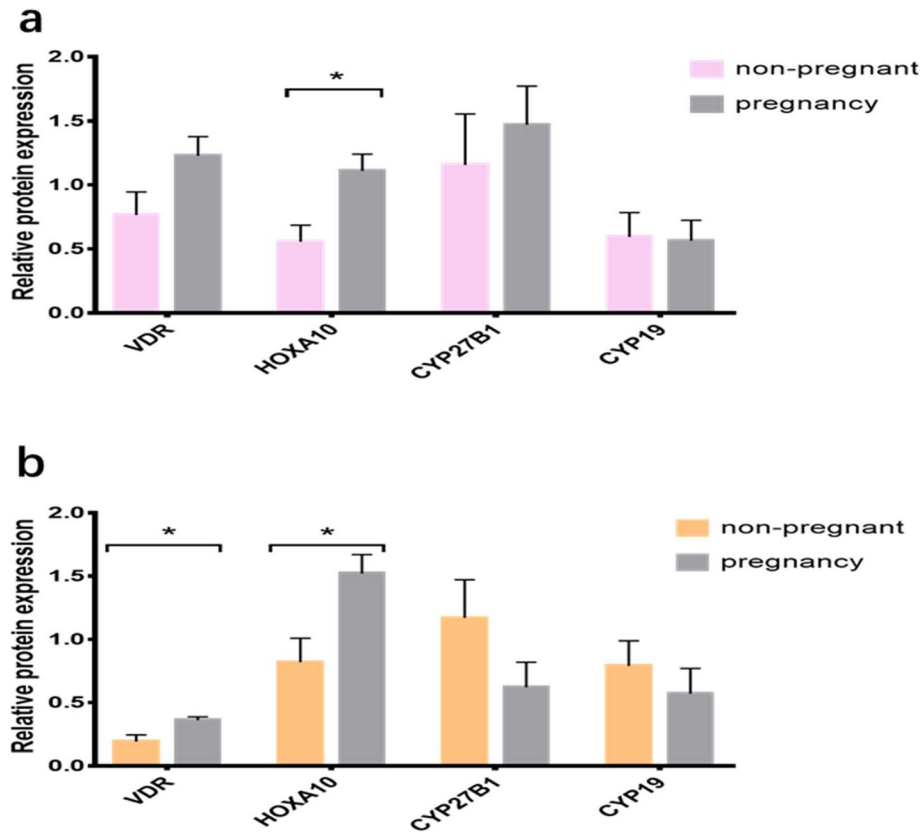 a
Relative protein expression
2.0
1.5
1.0
0.5
0.0
*
non-pregnant
pregnancy
VDR
HOXA10
CYP27B1
CYP19
b
Relative protein expression
2.0
1.5
1.0
0.5
0.0
*
*
non-pregnant
pregnancy
VDR
HOXA10
CYP27B1
CYP19